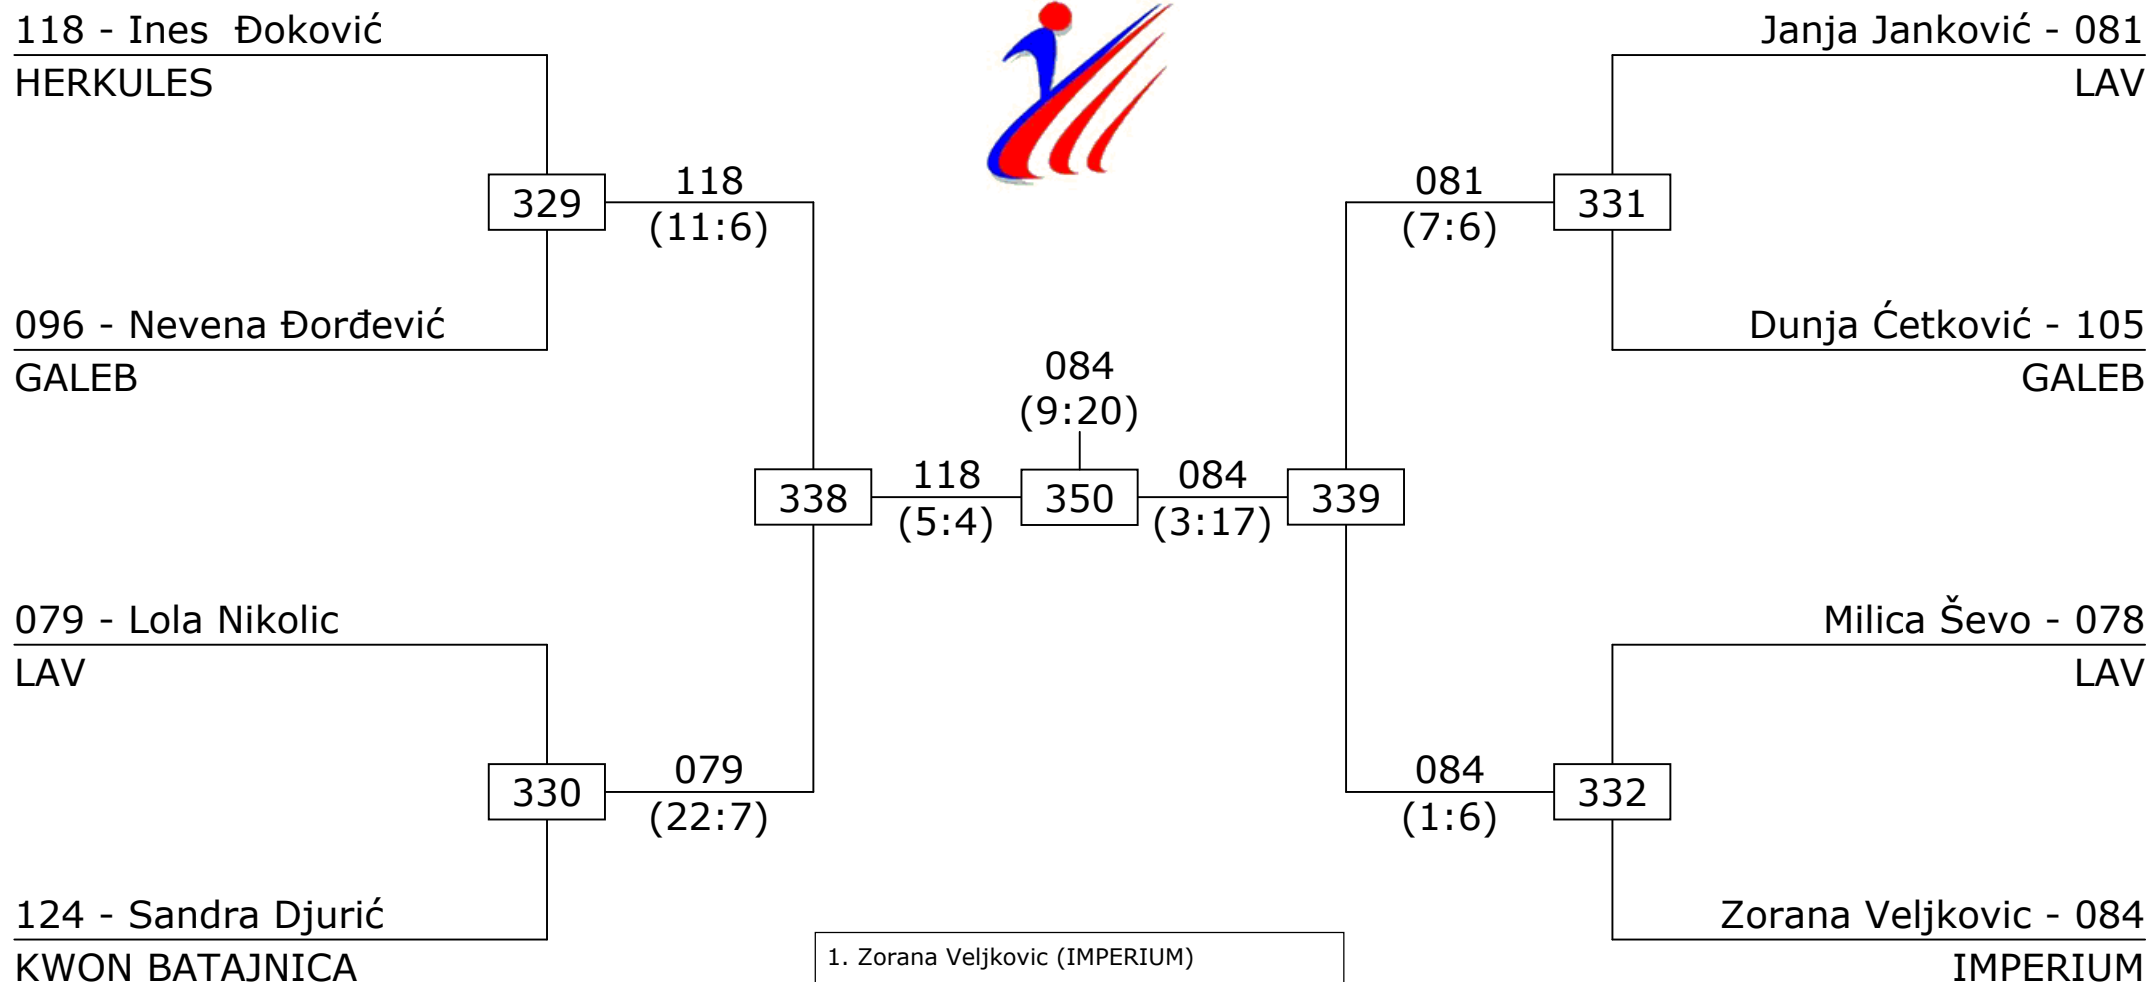 118 - Ines  Đoković
HERKULES
Janja Janković - 081
LAV
329
118
(11:6)
081
(7:6)
331
096 - Nevena Đorđević
GALEB
Dunja Ćetković - 105
GALEB
084
(9:20)
338
118
(5:4)
350
084
(3:17)
339
079 - Lola Nikolic
LAV
Milica Ševo - 078
LAV
330
079
(22:7)
084
(1:6)
332
124 - Sandra Djurić
KWON BATAJNICA
Zorana Veljkovic - 084
IMPERIUM
1. Zorana Veljkovic (IMPERIUM)